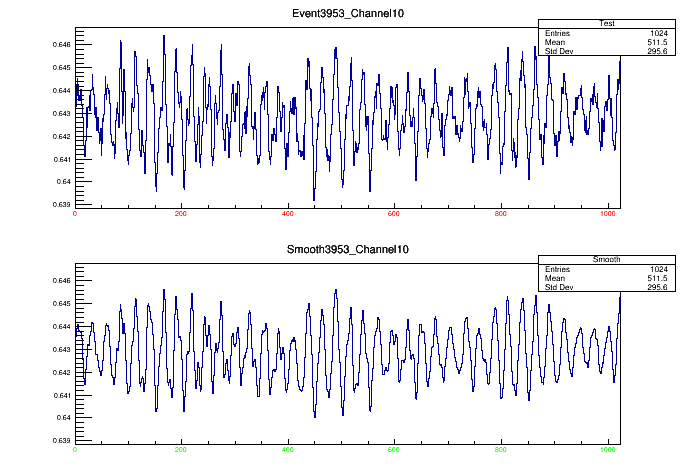 Event3953_Channel10
Test
Entries 1024
Mean 511.5
Std Dev 295.6
0.646
0.645
0.644
0.643
0.642
0.641
0.64
0.639
0 200 400 600 800 1000
Smooth3953_Channel10
Smooth
Entries 1024
Mean 511.5
Std Dev 295.6
0.646
0.645
0.644
0.643
0.642
0.641
0.64
0.639
0 200 400 600 800 1000